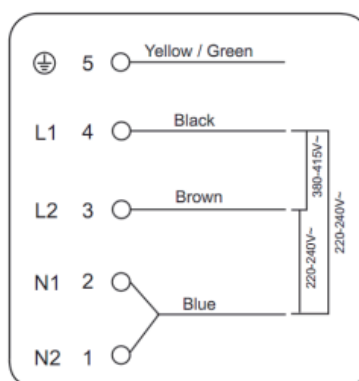 5 Yellow / Green
L1 4 Black
380-415V~
L2 3 Brown
220-240V~
220-240V~
N1 2
Blue
N2 1